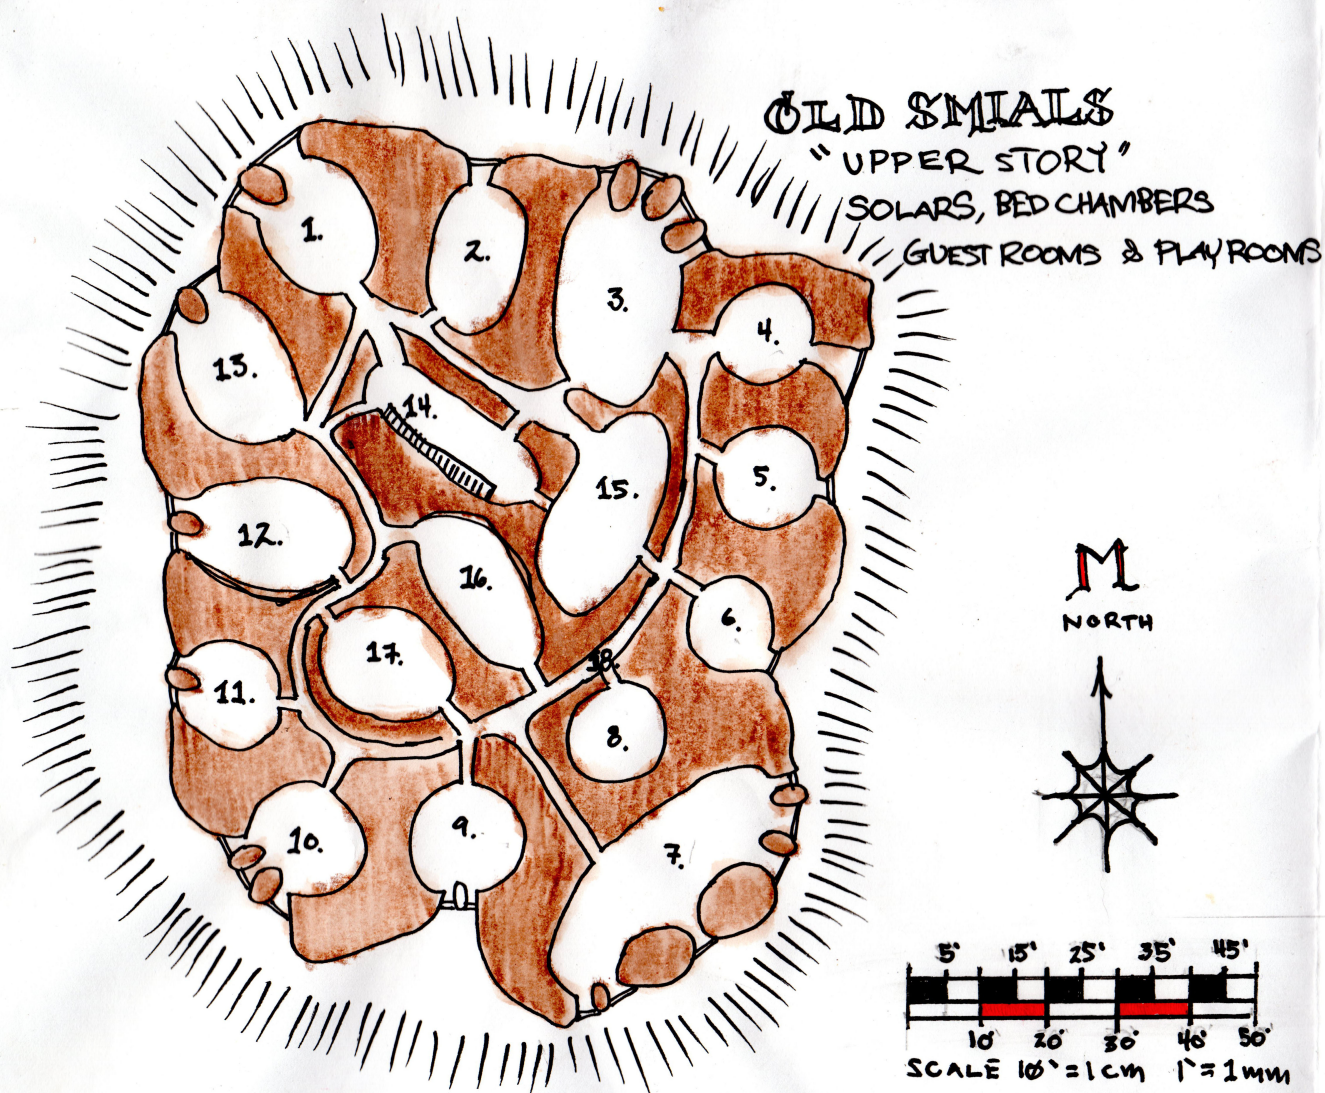 OLD SMIALS
"UPPER STORY"
SOLARS, BED CHAMBERS
GUEST ROOMS & PLAY ROOMS
1.
2.
3.
4.
13.
14.
5.
15.
12.
16.
6.
17.
18.
11.
8.
9.
10.
7.
N
NORTH
5' 15' 25' 35' 45'
10' 20' 30' 40' 50'
SCALE 10'=1cm 1'=1mm